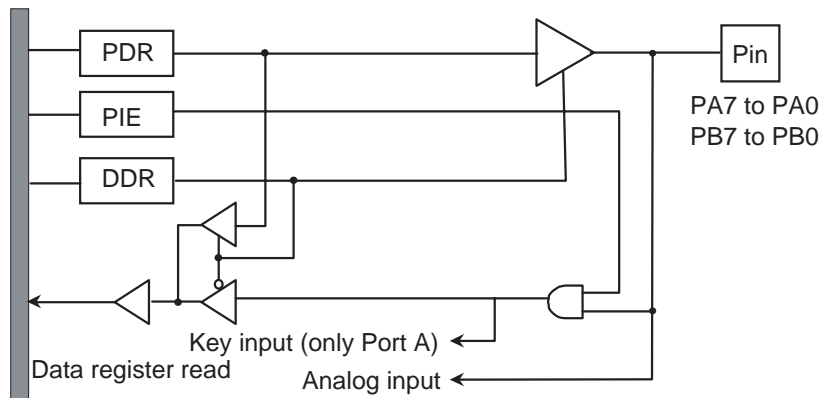 PDR
Pin
PIE
PA7 to PA0
PB7 to PB0
DDR
Key input (only Port A)
Data register read
Analog input